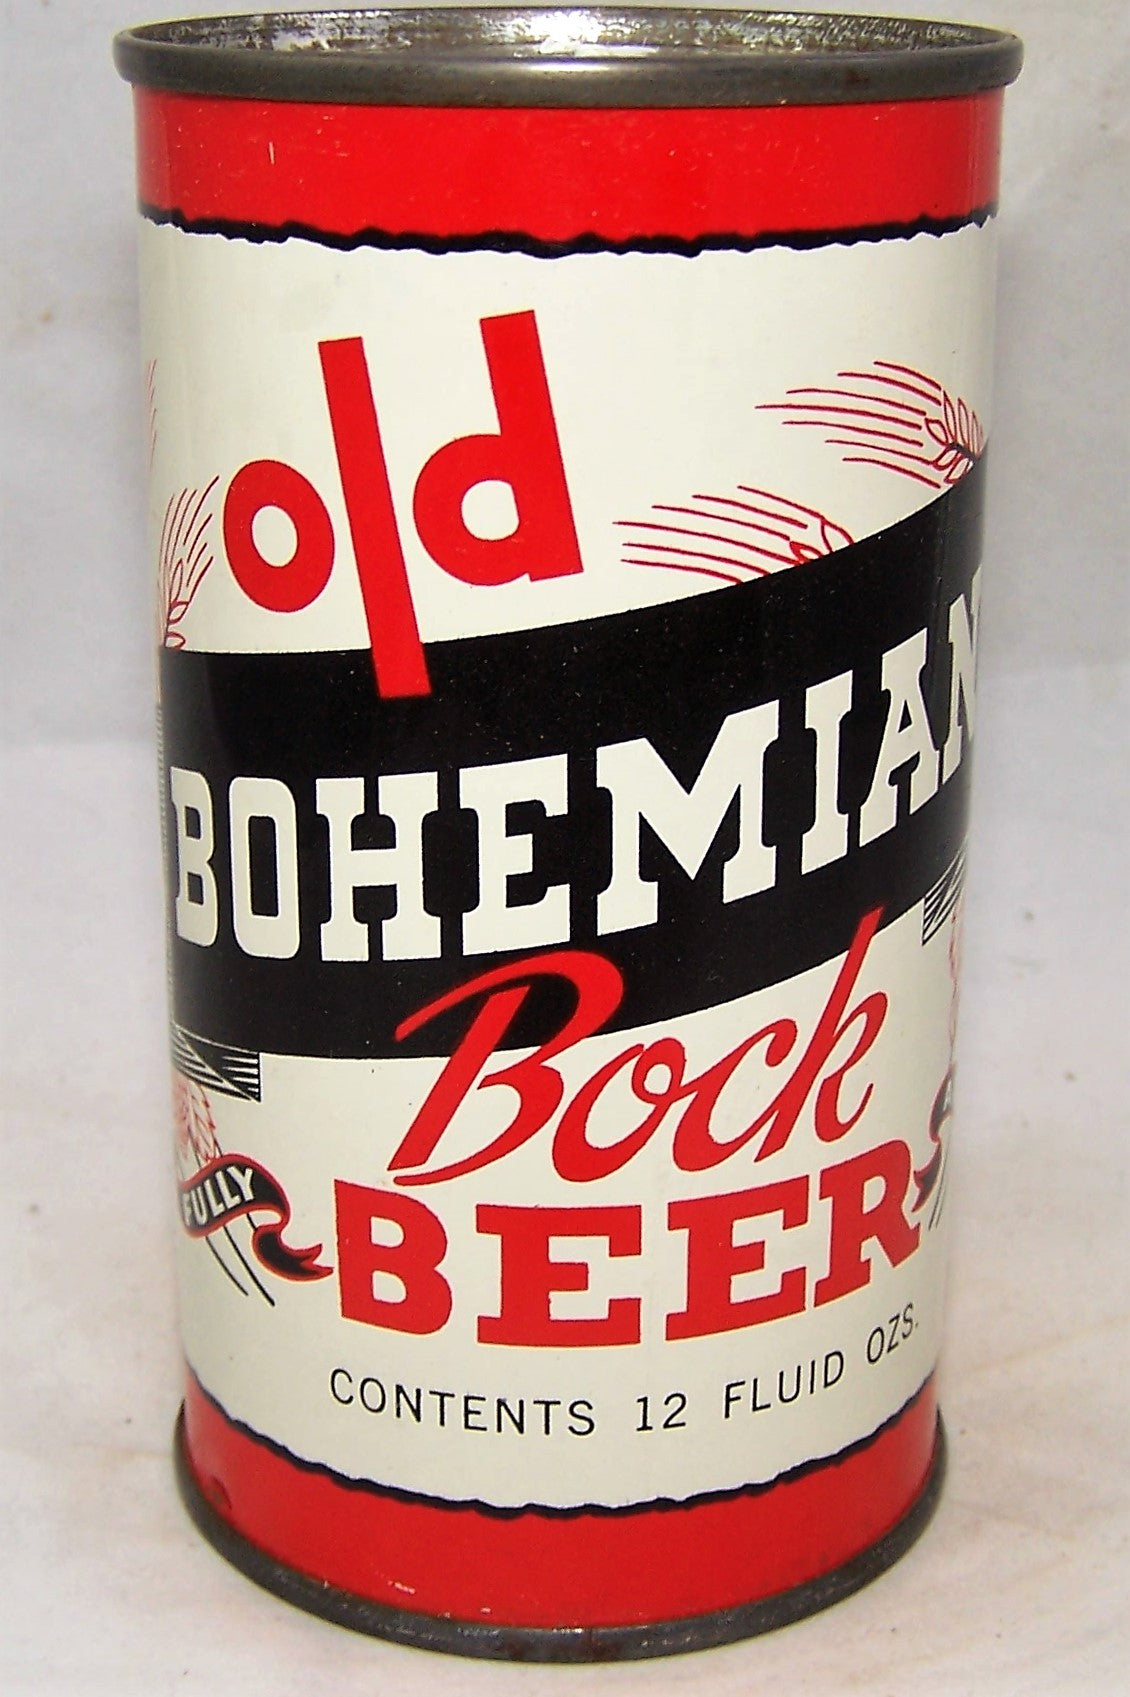 old
BOHEMIAN
Bock
BEER
FULLY
CONTENTS 12 FLUID OZS.